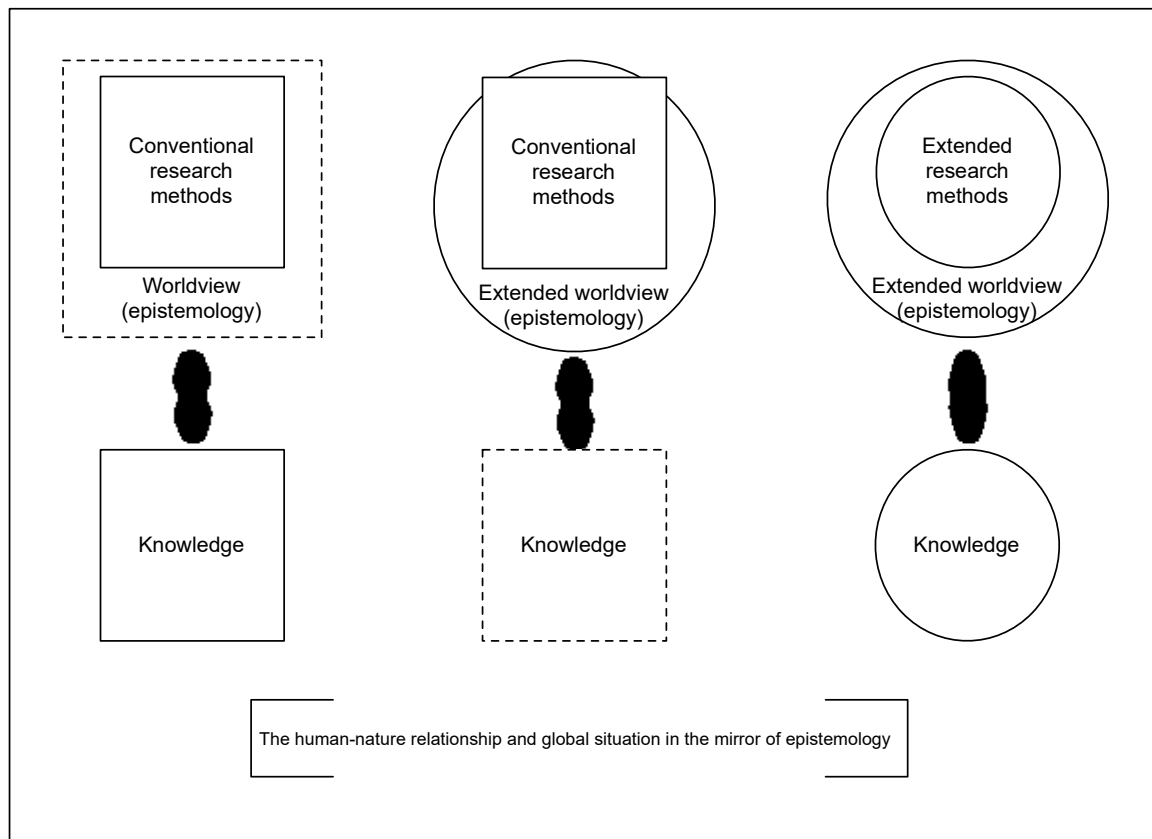 Conventional
research
methods
Worldview
(epistemology)
Knowledge
Conventional
research
methods
Extended worldview
(epistemology)
Knowledge
Extended
research
methods
Extended worldview
(epistemology)
Knowledge
The human-nature relationship and global situation in the mirror of epistemology